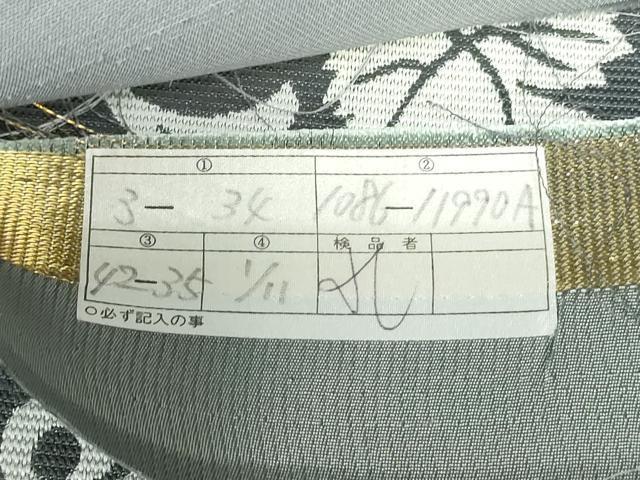 ① ②
3 — 34 1086 — 11990A
③ ④ 検品者
42-35 1/11
○必ず記入の事